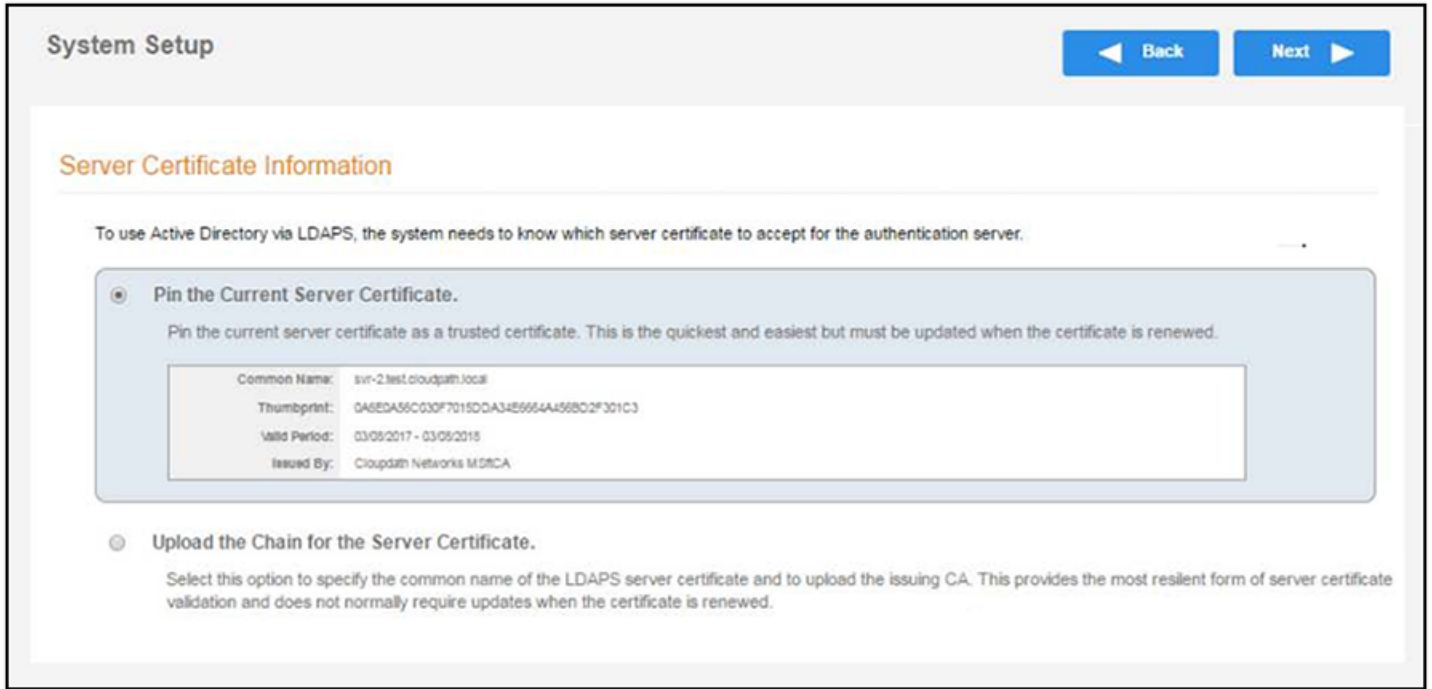 System Setup
Back
Next
Server Certificate Information
To use Active Directory via LDAPS, the system needs to know which server certificate to accept for the authentication server.
Pin the Current Server Certificate.
Pin the current server certificate as a trusted certificate. This is the quickest and easiest but must be updated when the certificate is renewed.
Common Name: svr-2.test.cloudpath.local
Thumbprint: 0A6E0A56C030F7015DDA34E6664A456BD2F301C3
Valid Period: 03/08/2017 - 03/08/2018
Issued By: Cloudpath Networks MSftCA
Upload the Chain for the Server Certificate.
Select this option to specify the common name of the LDAPS server certificate and to upload the issuing CA. This provides the most resilent form of server certificate
validation and does not normally require updates when the certificate is renewed.